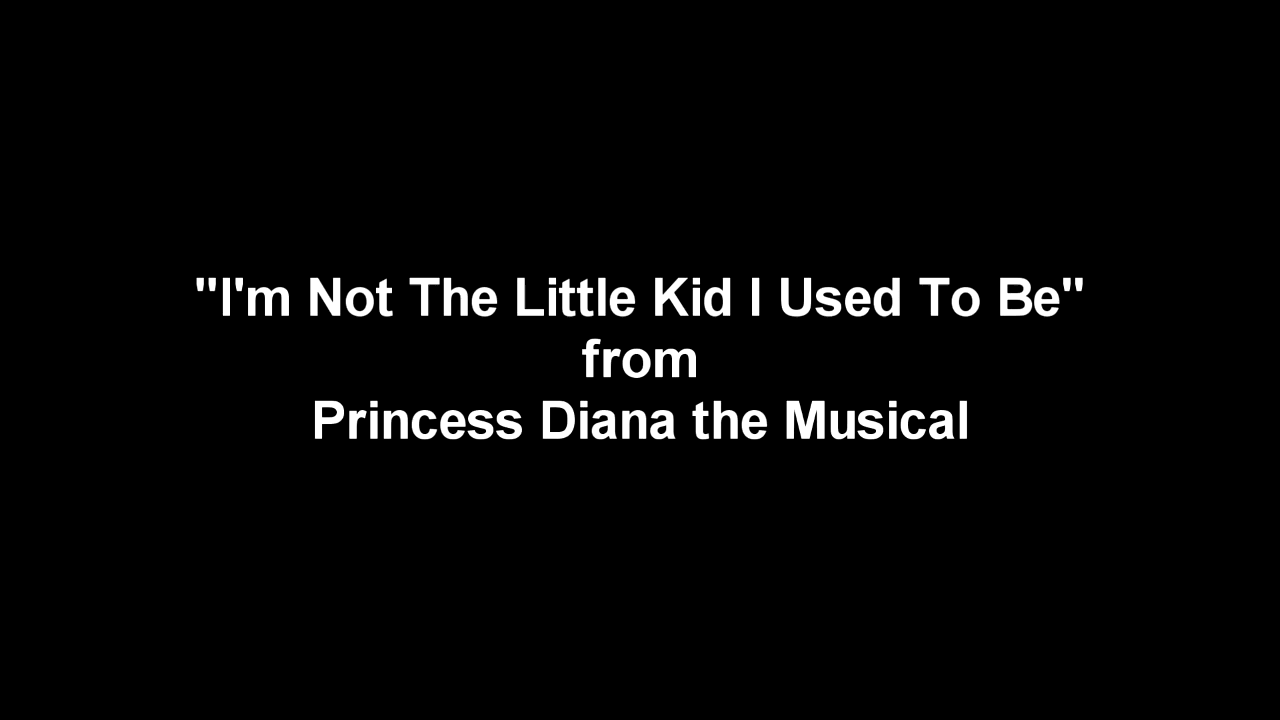 "I'm Not The Little Kid I Used To Be"
from
Princess Diana the Musical